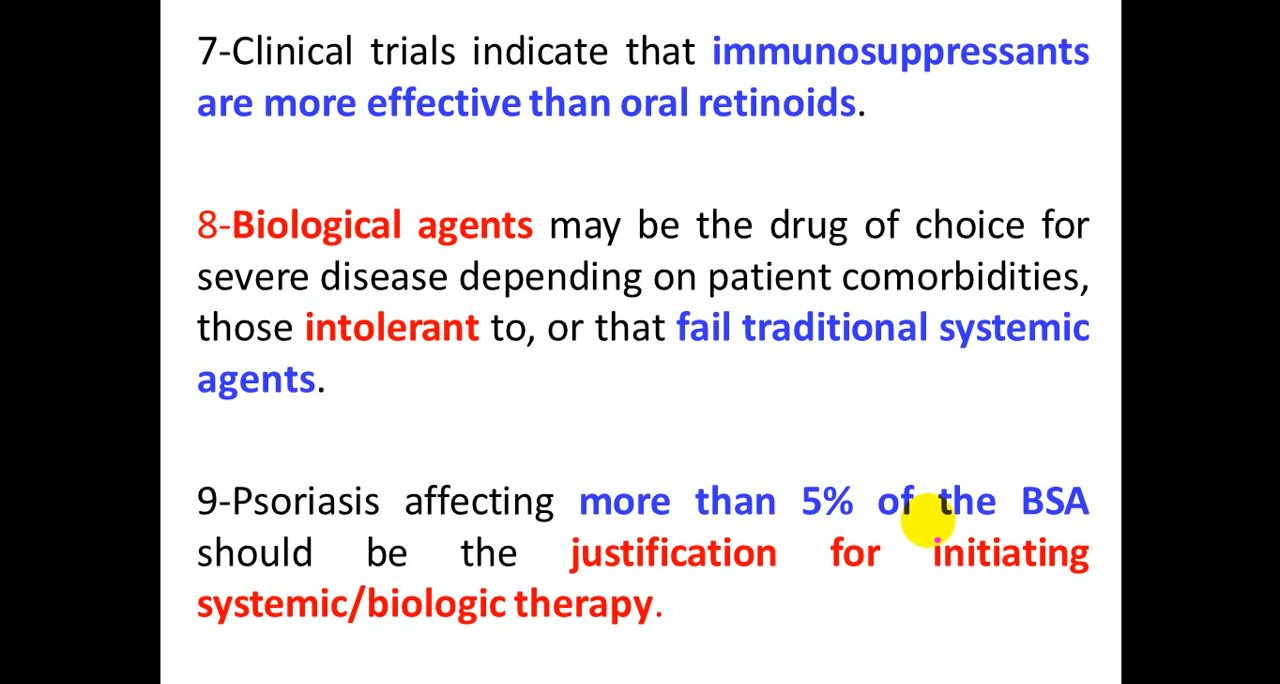 7-Clinical trials indicate that immunosuppressants
are more effective than oral retinoids.
8-Biological agents may be the drug of choice for
severe disease depending on patient comorbidities,
those intolerant to, or that fail traditional systemic
agents.
9-Psoriasis affecting more than 5% of the BSA
should be the justification for initiating
systemic/biologic therapy.